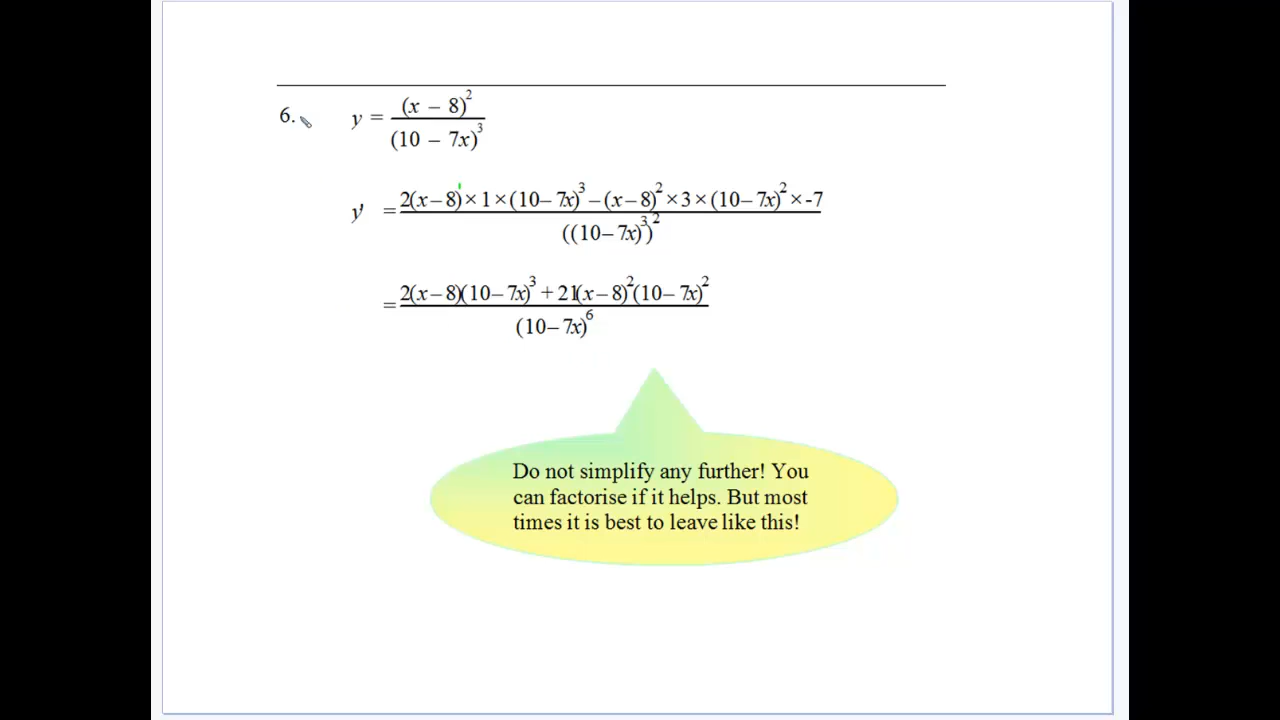 6. y = (x – 8)² / (10 – 7x)³
y' = 2(x–8)' × 1 × (10–7x)³ – (x–8)² × 3 × (10–7x)² × -7 / ((10–7x)³)²
= 2(x–8)(10–7x)³ + 21(x–8)²(10–7x)² / (10–7x)⁶
Do not simplify any further! You
can factorise if it helps. But most
times it is best to leave like this!